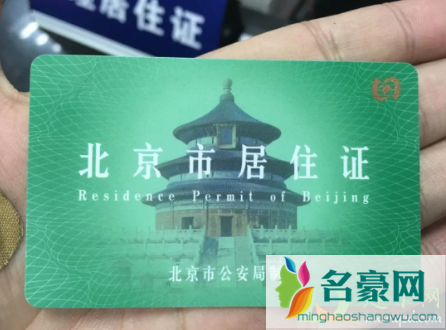 居住证
北京市居住证
Residence Permit of Beijing
北京市公安局制
名豪网
minghaoshangwu.com